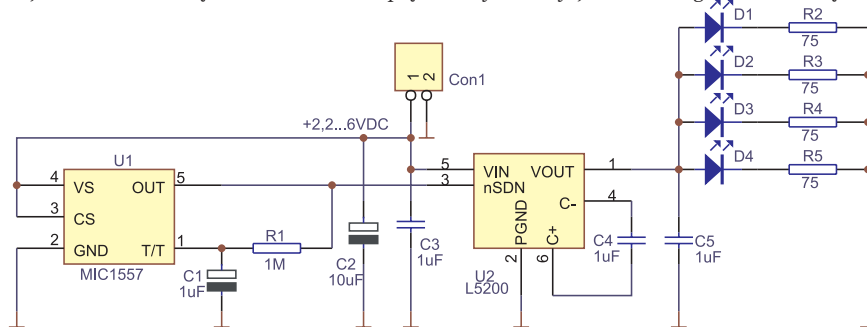 D1
R2
75
D2
R3
75
D3
R4
75
D4
R5
75
1
2
Con1
+2,2...6VDC
U1
4
VS
OUT
5
3
CS
2
GND
T/T
1
MIC1557
R1
1M
C1
1uF
C2
10uF
C3
1uF
5
VIN
VOUT
1
3
nSDN
C-
4
PGND
C+
2
6
U2
L5200
C4
1uF
C5
1uF